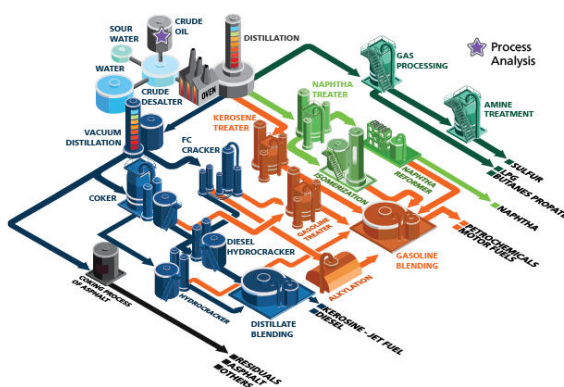 SOUR
WATER
CRUDE
OIL
DISTILLATION
Process
Analysis
WATER
CRUDE
DESALTER
OVEN
GAS
PROCESSING
NAPHTHA
TREATER
AMINE
TREATMENT
VACUUM
DISTILLATION
KEROSENE
TREATER
FC
CRACKER
ISOMERIZATION
NAPHTHA
REFORMER
SULFUR
LPG
BUTANES PROPATE
NAPHTHA
COKER
GASOLINE
TREATER
PETROCHEMICALS
MOTOR FUELS
GASOLINE
BLENDING
DIESEL
HYDROCRACKER
ALKYLATION
COKING PROCESS
OF ASPHALT
HYDROCRACKER
DISTILLATE
BLENDING
KEROSINE - JET FUEL
DIESEL
RESIDUALS
ASPHALT
OTHERS